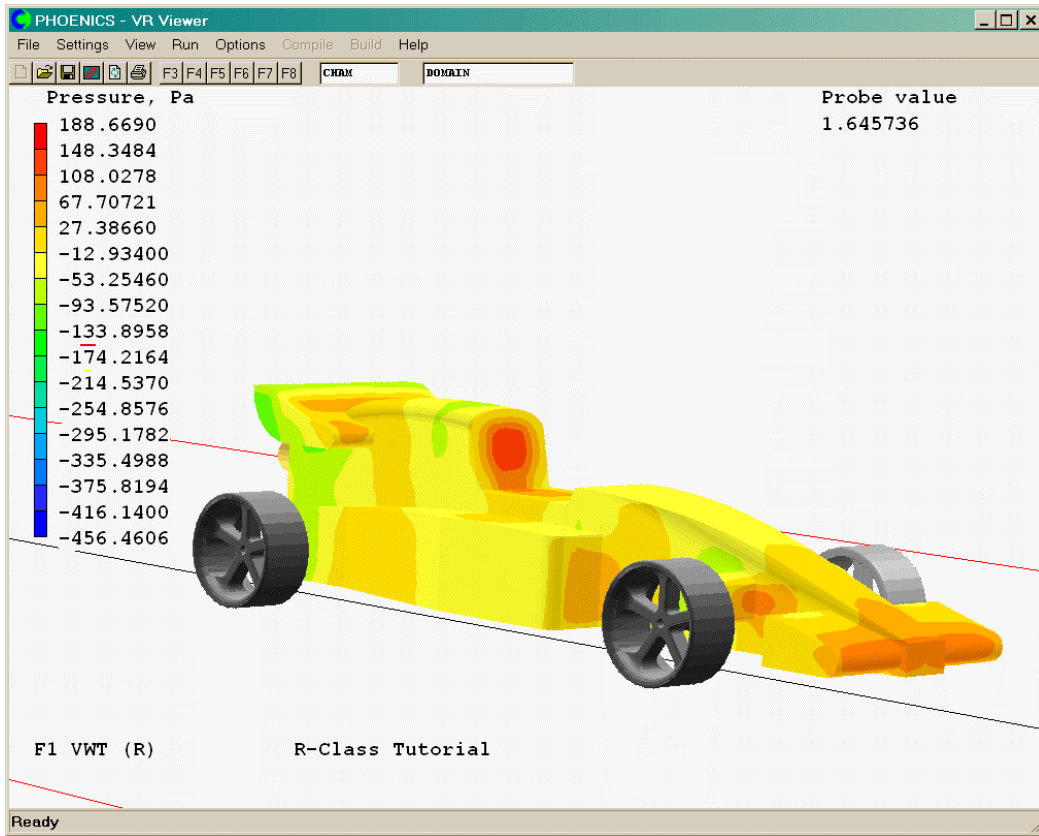 PHOENICS - VR Viewer
File Settings View Run Options Compile Build Help
F3 F4 F5 F6 F7 F8 CHAM DOMAIN
Pressure, Pa
Probe value
188.6690
1.645736
148.3484
108.0278
67.70721
27.38660
-12.93400
-53.25460
-93.57520
-133.8958
-174.2164
-214.5370
-254.8576
-295.1782
-335.4988
-375.8194
-416.1400
-456.4606
F1 VWT (R) R-Class Tutorial
Ready